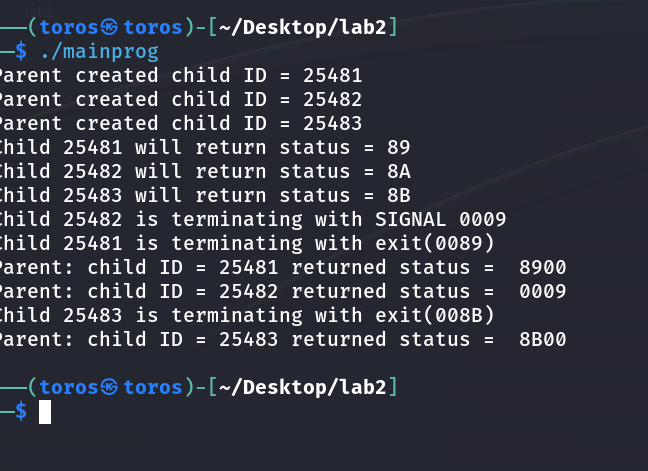 lab2
──(toros㉿toros)-[~/Desktop/lab2]
─$ ./mainprog
Parent created child ID = 25481
Parent created child ID = 25482
Parent created child ID = 25483
Child 25481 will return status = 89
Child 25482 will return status = 8A
Child 25483 will return status = 8B
Child 25482 is terminating with SIGNAL 0009
Child 25481 is terminating with exit(0089)
Parent: child ID = 25481 returned status =  8900
Parent: child ID = 25482 returned status =  0009
Child 25483 is terminating with exit(008B)
Parent: child ID = 25483 returned status =  8B00
──(toros㉿toros)-[~/Desktop/lab2]
─$